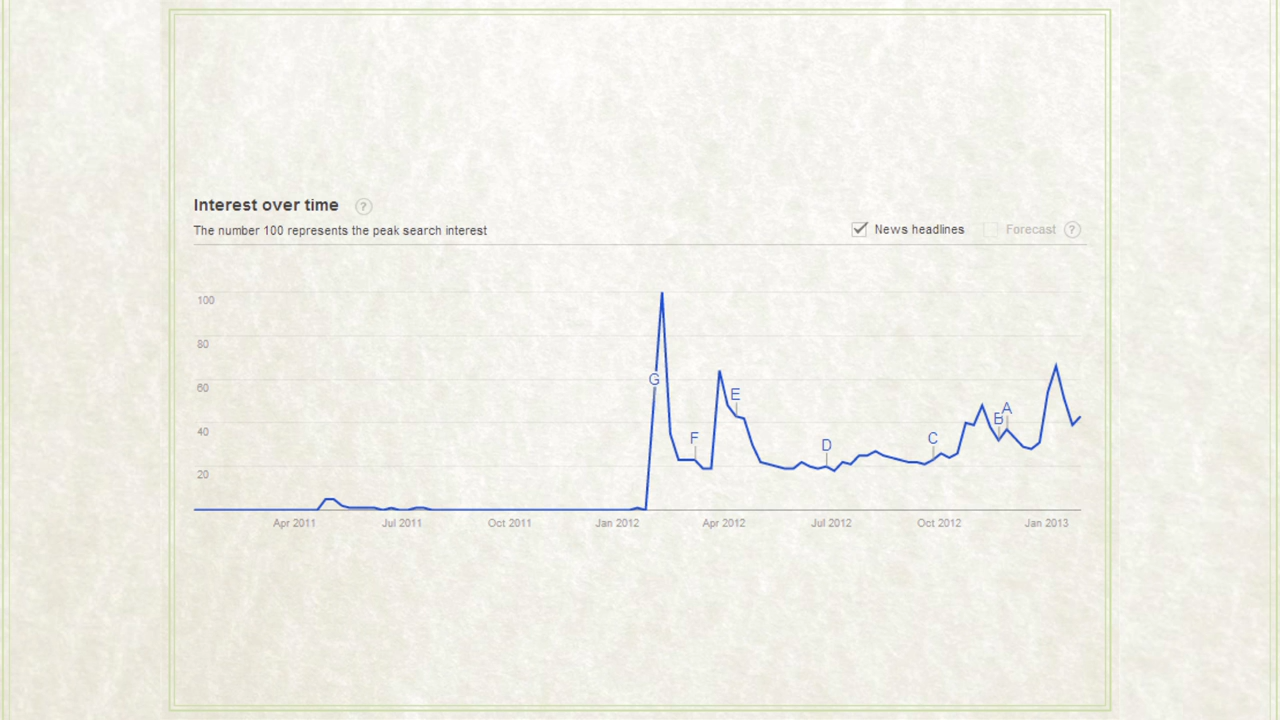 Interest over time ?
The number 100 represents the peak search interest
News headlines Forecast ?
100
80
60
40
20
G
F
E
D
C
B
A
Apr 2011 Jul 2011 Oct 2011 Jan 2012 Apr 2012 Jul 2012 Oct 2012 Jan 2013